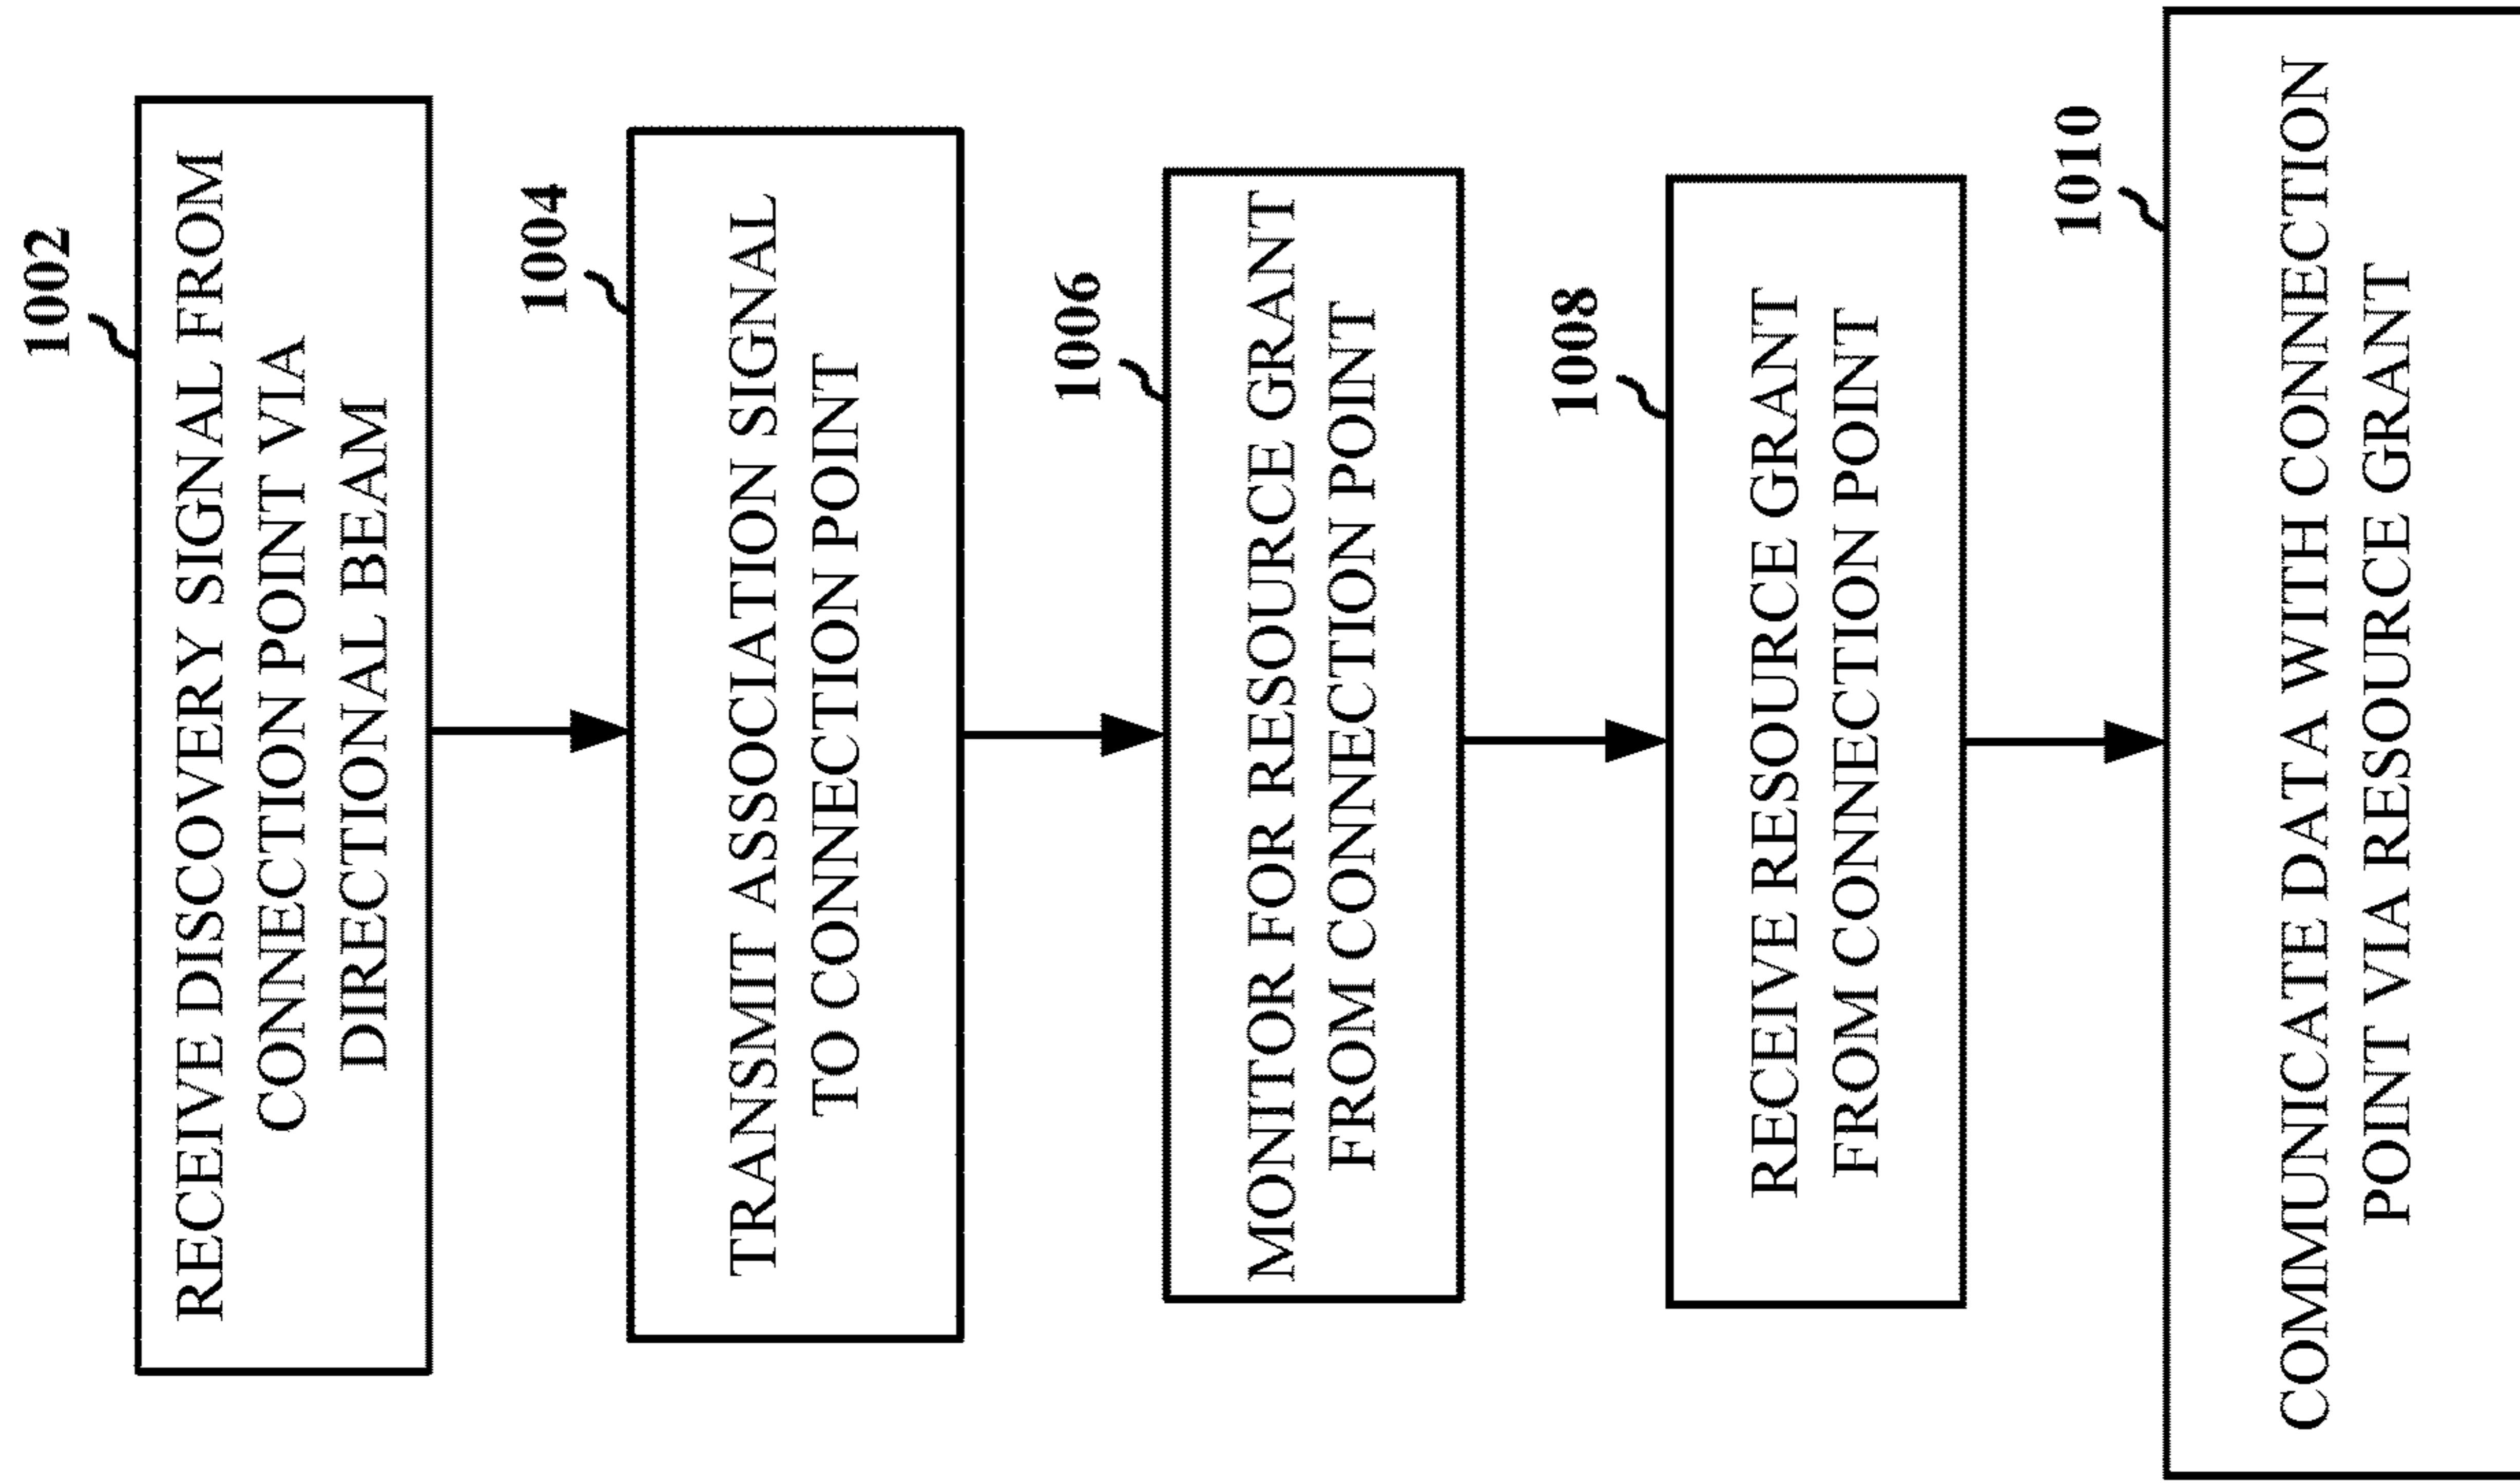 1002
RECEIVE DISCOVERY SIGNAL FROM
CONNECTION POINT VIA
DIRECTIONAL BEAM
1004
TRANSMIT ASSOCIATION SIGNAL
TO CONNECTION POINT
1006
MONITOR FOR RESOURCE GRANT
FROM CONNECTION POINT
1008
RECEIVE RESOURCE GRANT
FROM CONNECTION POINT
1010
COMMUNICATE DATA WITH CONNECTION
POINT VIA RESOURCE GRANT